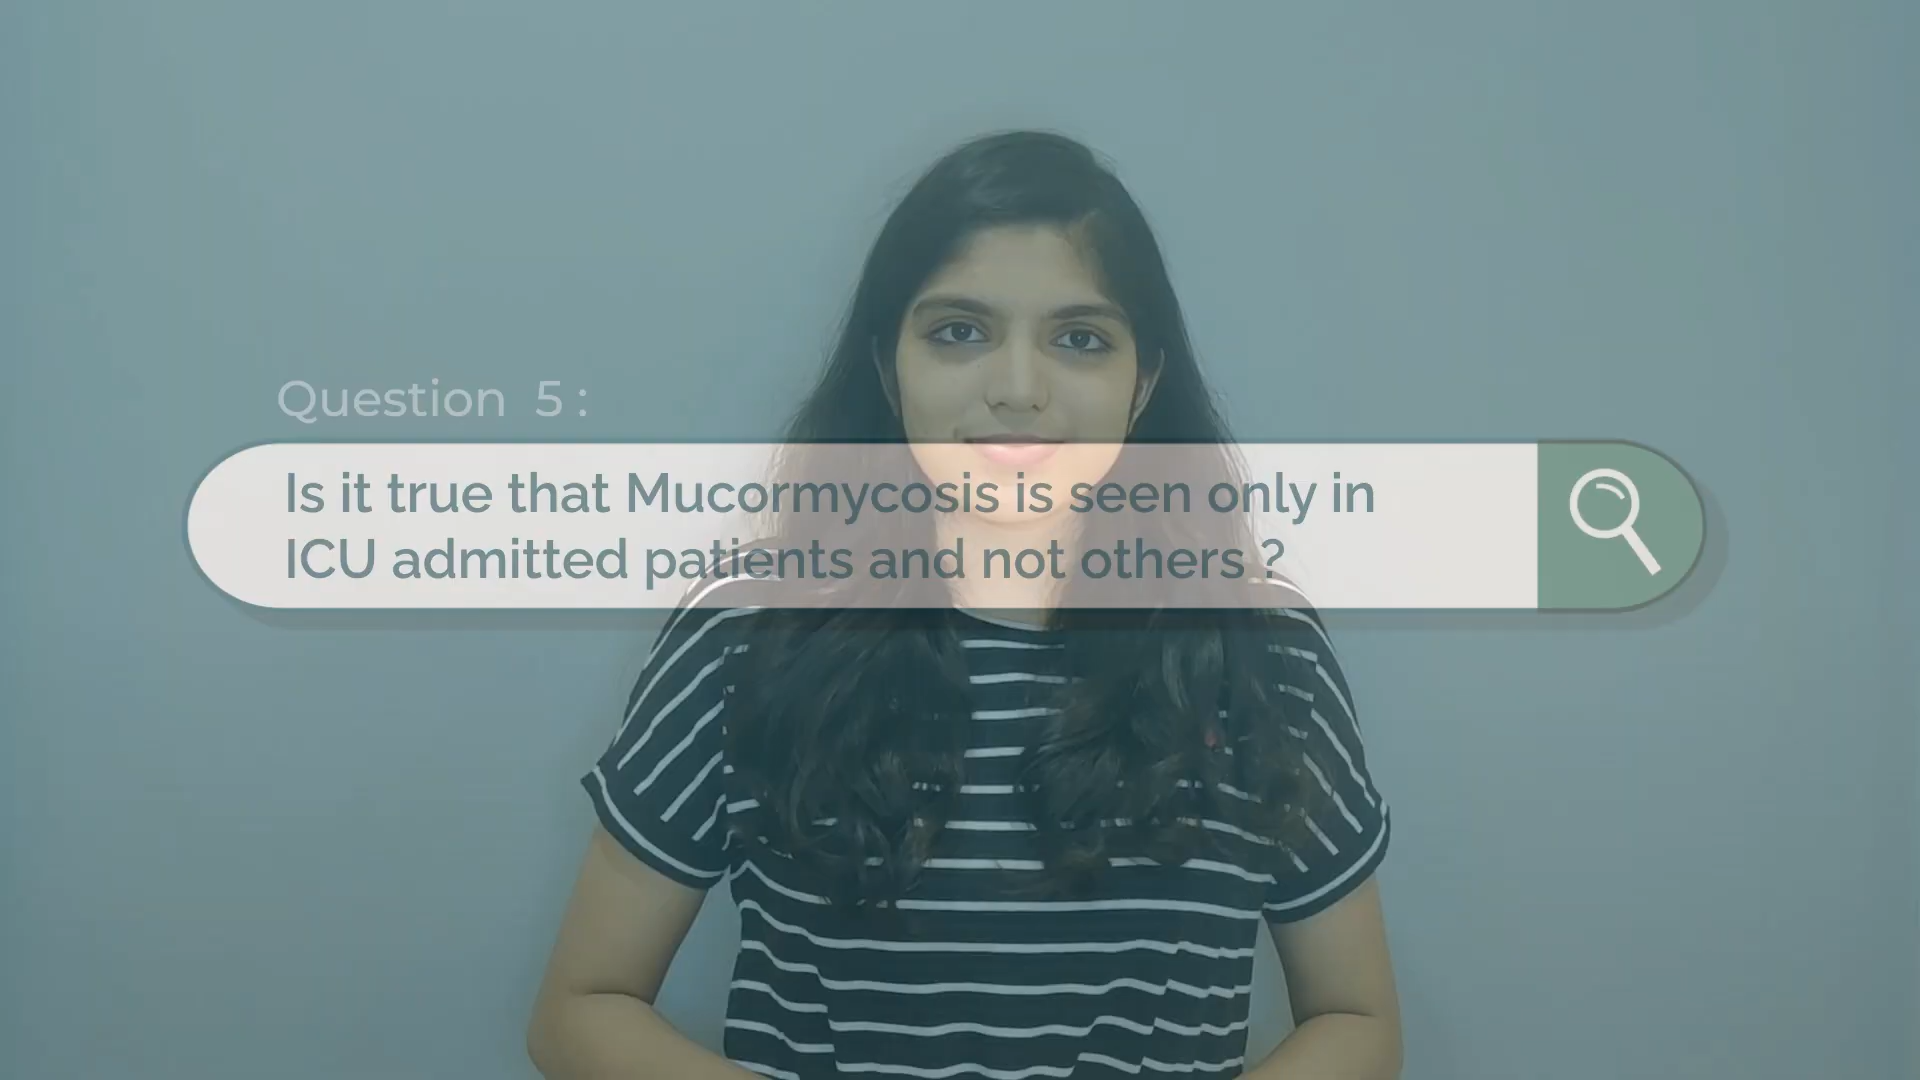 Question 5 :
Is it true that Mucormycosis is seen only in
ICU admitted patients and not others ?